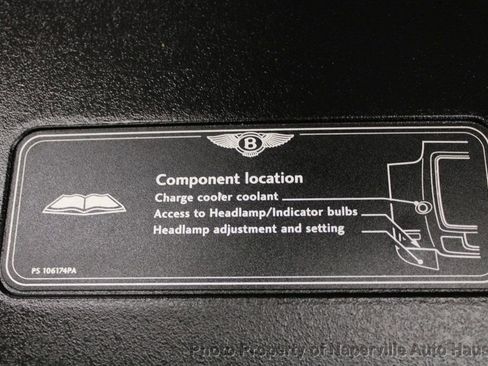 B
Component location
Charge cooler coolant
Access to Headlamp/Indicator bulbs
Headlamp adjustment and setting
PS 106174PA
Photo Property of Naperville Auto Haus